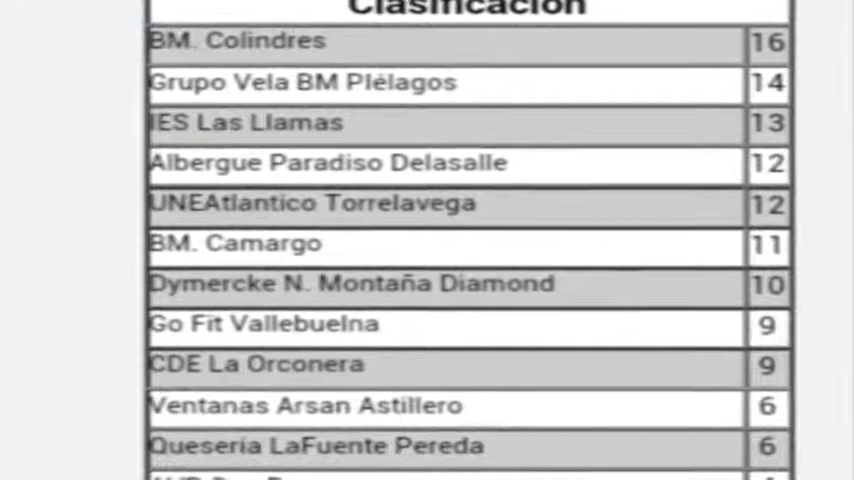 Clasificación
BM. Colindres 16
Grupo Vela BM Piélagos 14
IES Las Llamas 13
Albergue Paradiso Delasalle 12
UNEAtlantico Torrelavega 12
BM. Camargo 11
Dymercke N. Montaña Diamond 10
Go Fit Vallebuelna 9
CDE La Orconera 9
Ventanas Arsan Astillero 6
Queseria LaFuente Pereda 6